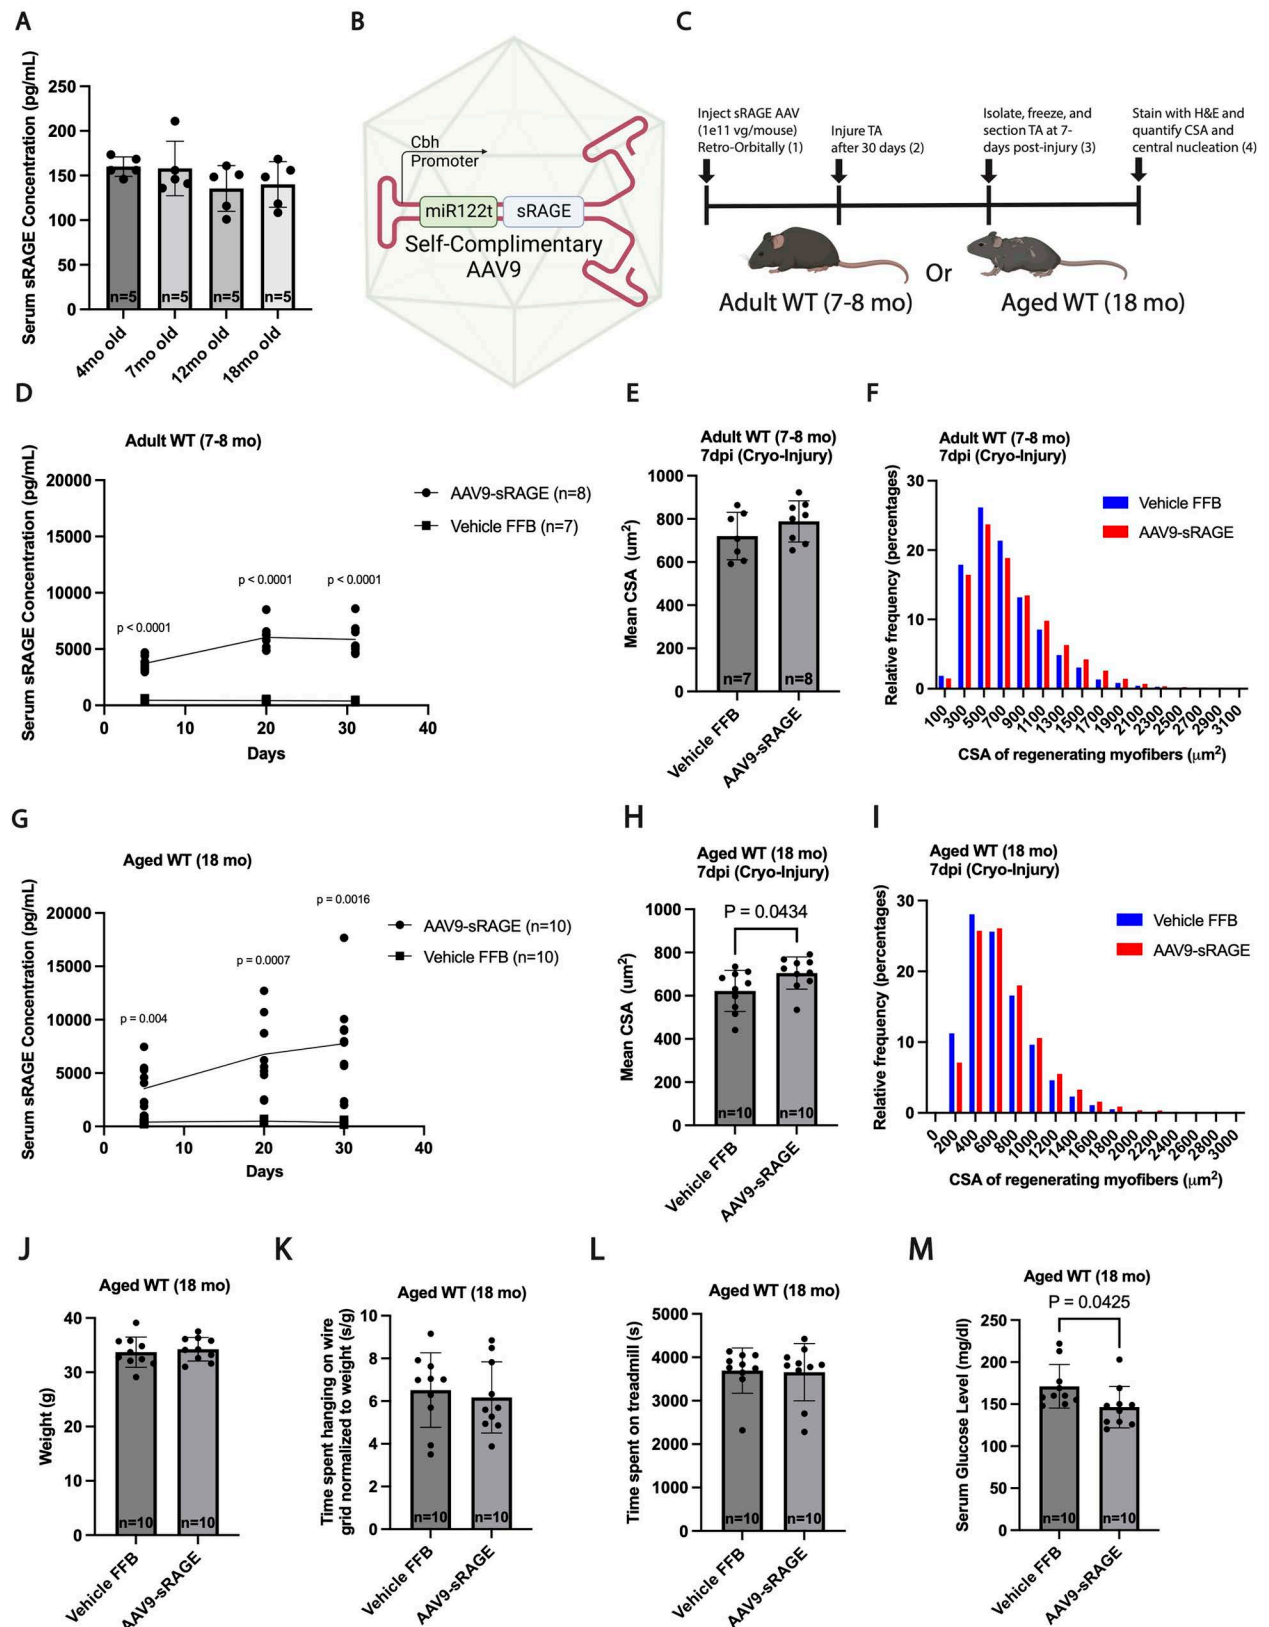 A
Serum sRAGE Concentration (pg/mL)
250
200
150
100
50
0
n=5
n=5
n=5
n=5
4mo old
7mo old
12mo old
18mo old
B
Cbh
Promoter
miR122t
sRAGE
Self-Complimentary
AAV9
C
Inject sRAGE AAV
(1e11 vg/mouse)
Retro-Orbitally (1)
Injure TA
after 30 days (2)
Isolate, freeze, and
section TA at 7-
days post-injury (3)
Stain with H&E and
quantify CSA and
central nucleation (4)
Adult WT (7-8 mo)
Or
Aged WT (18 mo)
D
Adult WT (7-8 mo)
Serum sRAGE Concentration (pg/mL)
20000
15000
10000
5000
0
p < 0.0001
p < 0.0001
p < 0.0001
AAV9-sRAGE (n=8)
Vehicle FFB (n=7)
0
10
20
30
40
Days
E
Adult WT (7-8 mo)
7dpi (Cryo-Injury)
Mean CSA (um²)
1000
800
600
400
200
0
n=7
n=8
Vehicle FFB
AAV9-sRAGE
F
Adult WT (7-8 mo)
7dpi (Cryo-Injury)
Relative frequency (percentages)
30
20
10
0
Vehicle FFB
AAV9-sRAGE
100
300
500
700
900
1100
1300
1500
1700
1900
2100
2300
2500
2700
2900
3100
CSA of regenerating myofibers (μm²)
G
Aged WT (18 mo)
Serum sRAGE Concentration (pg/mL)
20000
15000
10000
5000
0
p = 0.004
p = 0.0007
p = 0.0016
AAV9-sRAGE (n=10)
Vehicle FFB (n=10)
0
10
20
30
40
Days
H
Aged WT (18 mo)
7dpi (Cryo-Injury)
P = 0.0434
Mean CSA (um²)
1000
800
600
400
200
0
n=10
n=10
Vehicle FFB
AAV9-sRAGE
I
Aged WT (18 mo)
7dpi (Cryo-Injury)
Relative frequency (percentages)
30
20
10
0
Vehicle FFB
AAV9-sRAGE
0
200
400
600
800
1000
1200
1400
1600
1800
2000
2200
2400
2600
2800
3000
CSA of regenerating myofibers (μm²)
J
Aged WT (18 mo)
Weight (g)
40
30
20
10
0
n=10
n=10
Vehicle FFB
AAV9-sRAGE
K
Aged WT (18 mo)
Time spent hanging on wire
grid normalized to weight (s/g)
10
8
6
4
2
0
n=10
n=10
Vehicle FFB
AAV9-sRAGE
L
Aged WT (18 mo)
Time spent on treadmill (s)
5000
4000
3000
2000
1000
0
n=10
n=10
Vehicle FFB
AAV9-sRAGE
M
Aged WT (18 mo)
P = 0.0425
Serum Glucose Level (mg/dl)
250
200
150
100
50
0
n=10
n=10
Vehicle FFB
AAV9-sRAGE